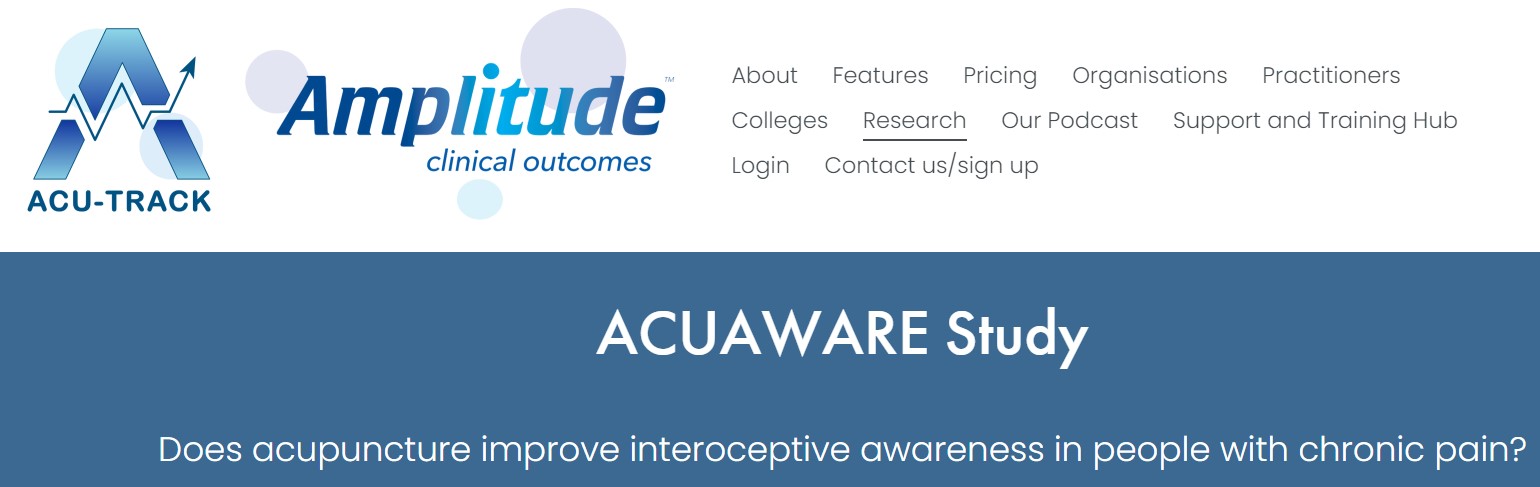 ACU-TRACK
Amplitude™
clinical outcomes
About Features Pricing Organisations Practitioners
Colleges Research Our Podcast Support and Training Hub
Login Contact us/sign up
ACUAWARE Study
Does acupuncture improve interoceptive awareness in people with chronic pain?